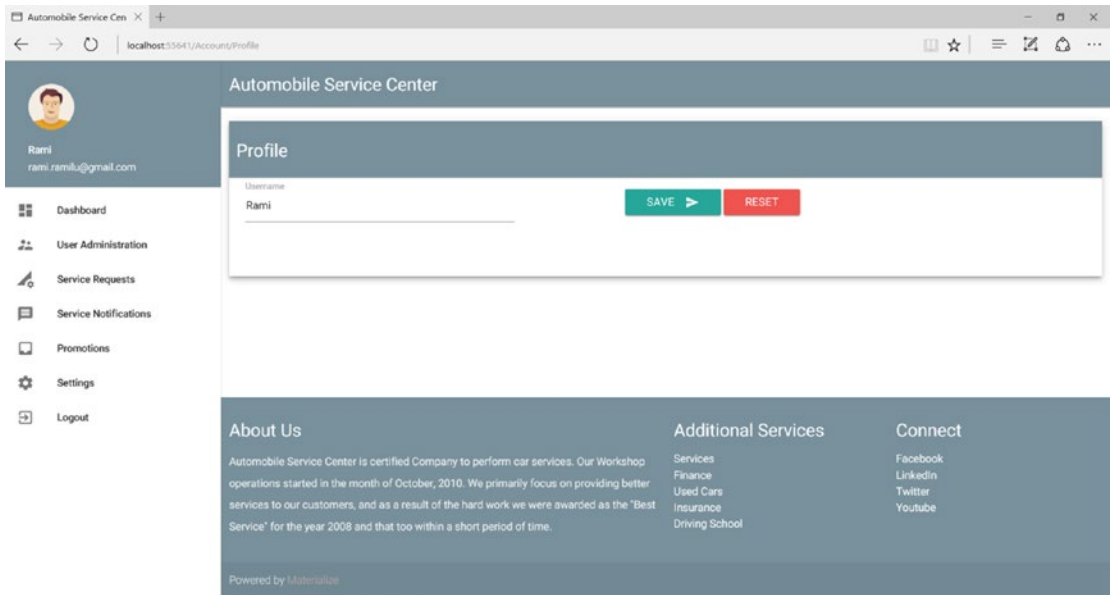 Automobile Service Cen
localhost:55641/Account/Profile
Automobile Service Center
Rami
rami.ramilu@gmail.com
Profile
Username
Rami
SAVE
RESET
Dashboard
User Administration
Service Requests
Service Notifications
Promotions
Settings
Logout
About Us
Automobile Service Center is certified Company to perform car services. Our Workshop
operations started in the month of October, 2010. We primarily focus on providing better
services to our customers, and as a result of the hard work we were awarded as the "Best
Service" for the year 2008 and that too within a short period of time.
Additional Services
Services
Finance
Used Cars
Insurance
Driving School
Connect
Facebook
LinkedIn
Twitter
Youtube
Powered by Materialize